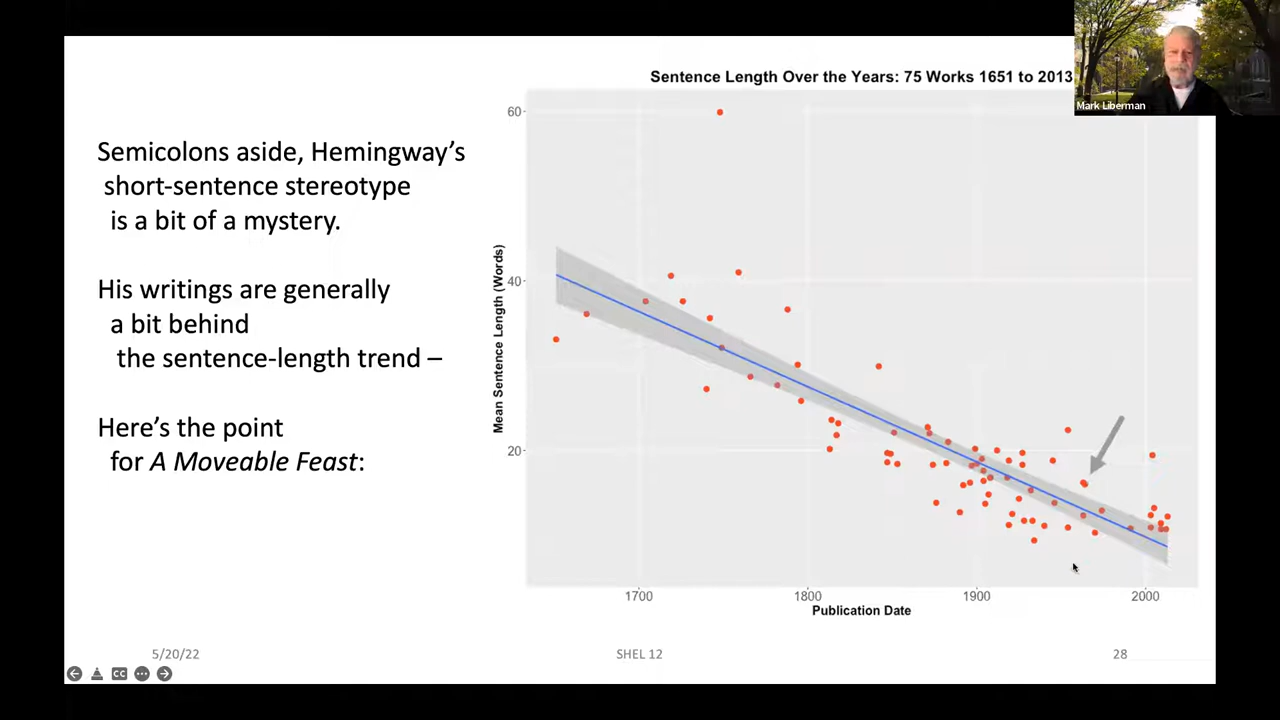 Sentence Length Over the Years: 75 Works 1651 to 2013
Mark Liberman
Semicolons aside, Hemingway's
short-sentence stereotype
is a bit of a mystery.
His writings are generally
a bit behind
the sentence-length trend –
Here's the point
for A Moveable Feast:
Mean Sentence Length (Words)
60
40
20
1700
1800
1900
2000
Publication Date
5/20/22
SHEL 12
28
CC